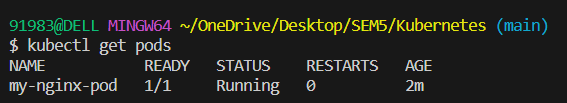 91983@DELL MINGW64 ~/OneDrive/Desktop/SEM5/Kubernetes (main)
$ kubectl get pods
NAME           READY   STATUS    RESTARTS   AGE
my-nginx-pod   1/1     Running   0          2m